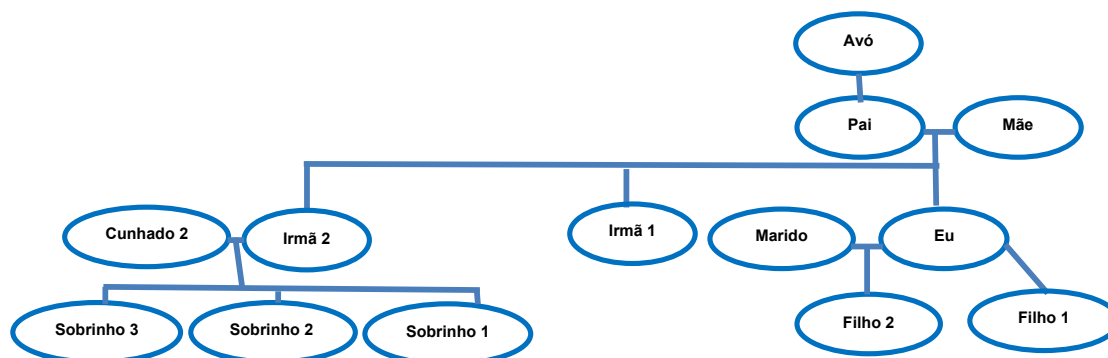 Avó
Pai
Mãe
Cunhado 2
Irmã 2
Irmã 1
Marido
Eu
Sobrinho 3
Sobrinho 2
Sobrinho 1
Filho 2
Filho 1